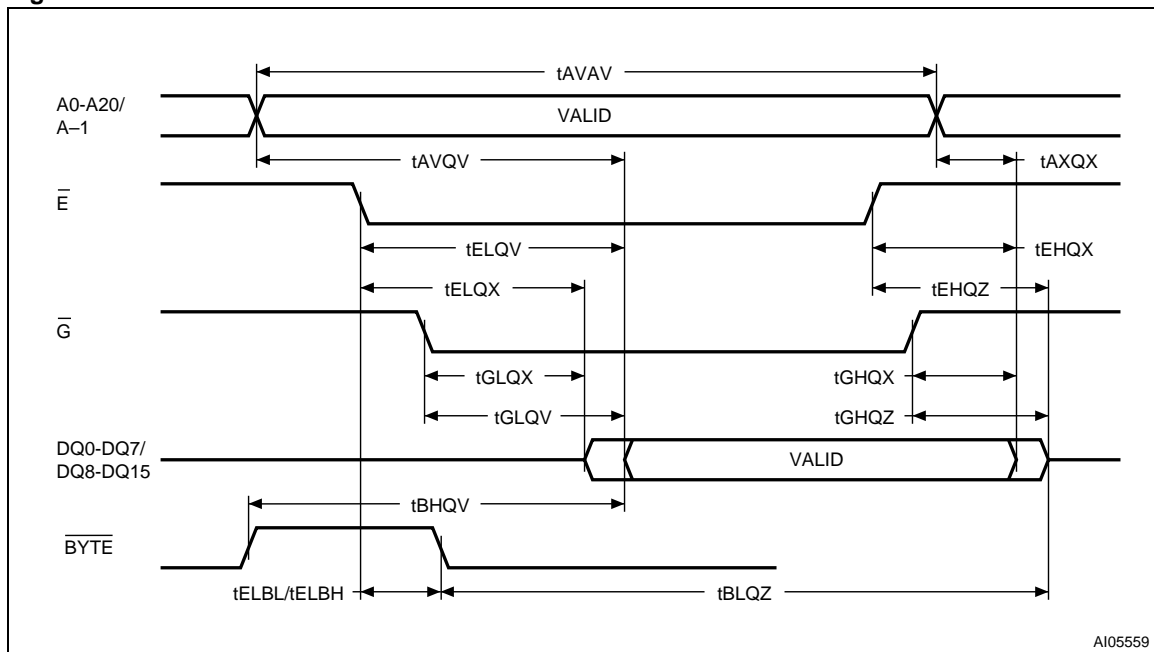 tAVAV
A0-A20/
A–1
VALID
tAVQV
tAXQX
E
tELQV
tEHQX
tELQX
tEHQZ
G
tGLQX
tGHQX
tGLQV
tGHQZ
DQ0-DQ7/
DQ8-DQ15
VALID
tBHQV
BYTE
tELBL/tELBH
tBLQZ
AI05559